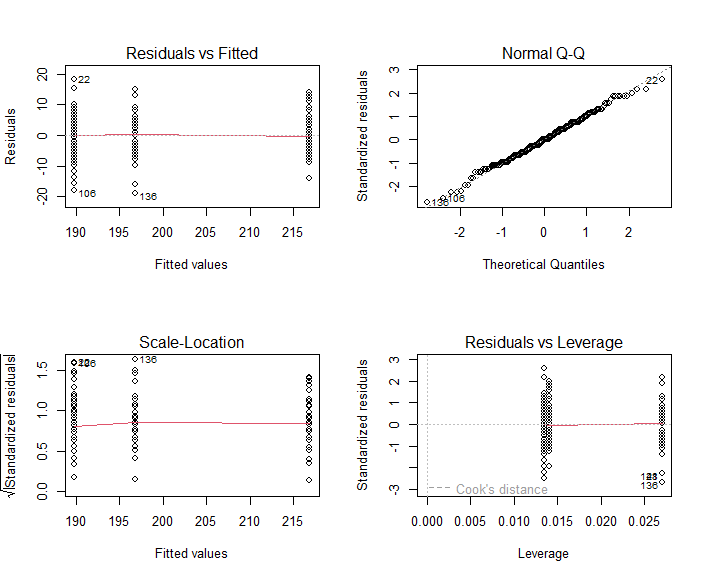 Residuals vs Fitted
Residuals
20
10
0
-10
-20
22
106
136
190 195 200 205 210 215
Fitted values
Normal Q-Q
Standardized residuals
3
2
1
0
-1
-2
22
136
106
-2 -1 0 1 2
Theoretical Quantiles
Scale-Location
√|Standardized residuals|
1.5
1.0
0.5
0.0
22
106
136
190 195 200 205 210 215
Fitted values
Residuals vs Leverage
Standardized residuals
3
2
1
0
-1
-3
136
Cook's distance
0.000 0.005 0.010 0.015 0.020 0.025
Leverage